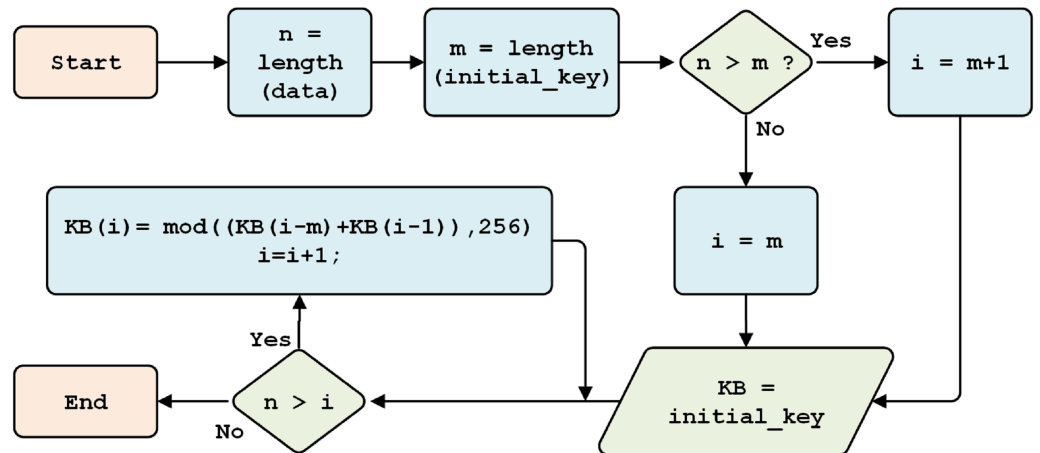 Start
n =
length
(data)
m = length
(initial_key)
n > m ?
Yes
i = m+1
No
i = m
KB(i)= mod((KB(i-m)+KB(i-1)),256)
i=i+1;
KB =
initial_key
n > i
Yes
No
End